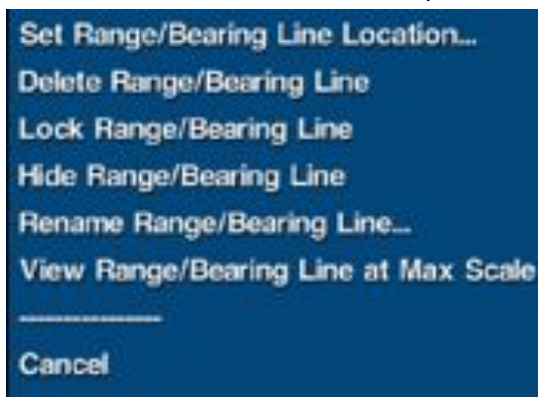 Set Range/Bearing Line Location...
Delete Range/Bearing Line
Lock Range/Bearing Line
Hide Range/Bearing Line
Rename Range/Bearing Line...
View Range/Bearing Line at Max Scale
----------------
Cancel